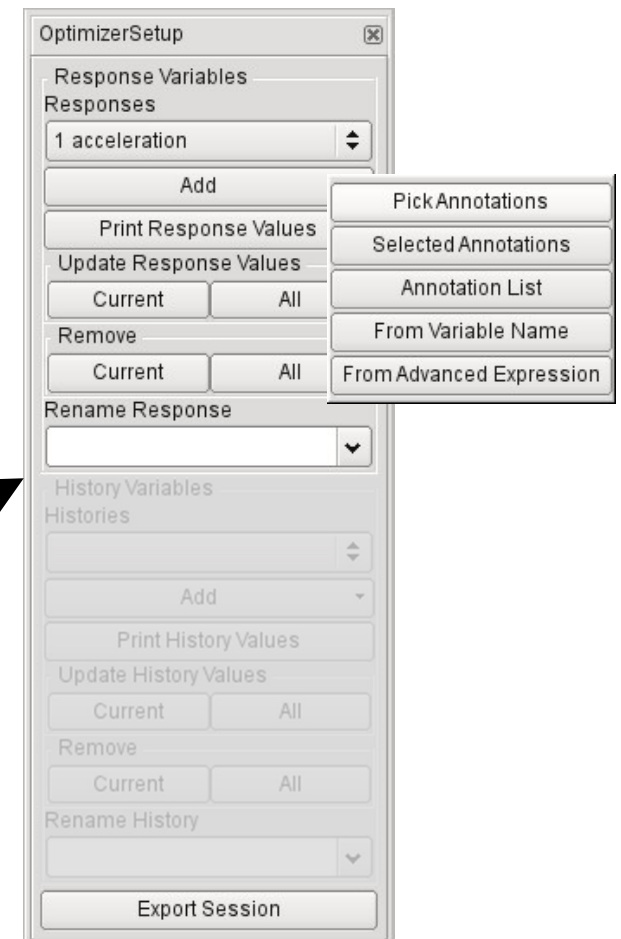 OptimizerSetup
Response Variables
Responses
1 acceleration
Add
Print Response Values
Update Response Values
Current All
Remove
Current All
Rename Response
Pick Annotations
Selected Annotations
Annotation List
From Variable Name
From Advanced Expression
History Variables
Histories
Add
Print History Values
Update History Values
Current All
Remove
Current All
Rename History
Export Session